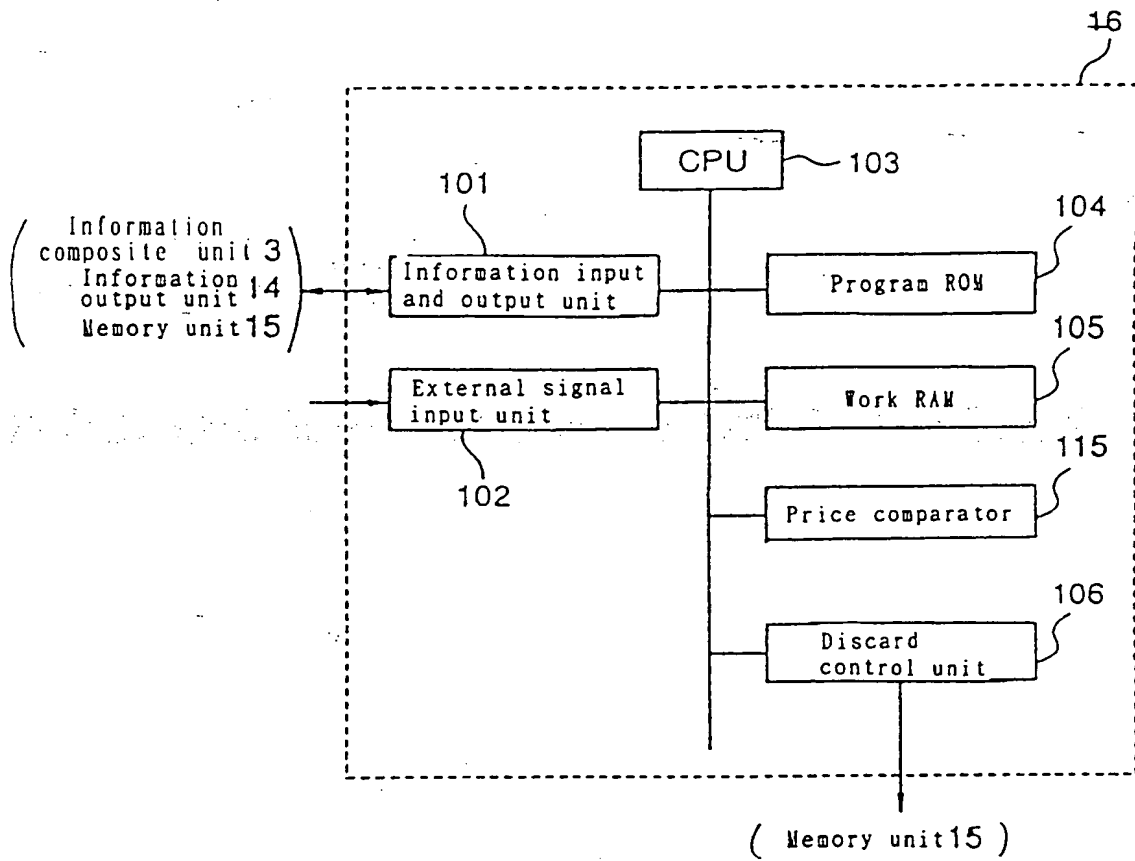 16
CPU
103
101
104
Information
composite unit 3
Information
output unit 14
Memory unit 15
Information input
and output unit
Program ROM
105
External signal
input unit
Work RAM
102
115
Price comparator
106
Discard
control unit
( Memory unit 15 )